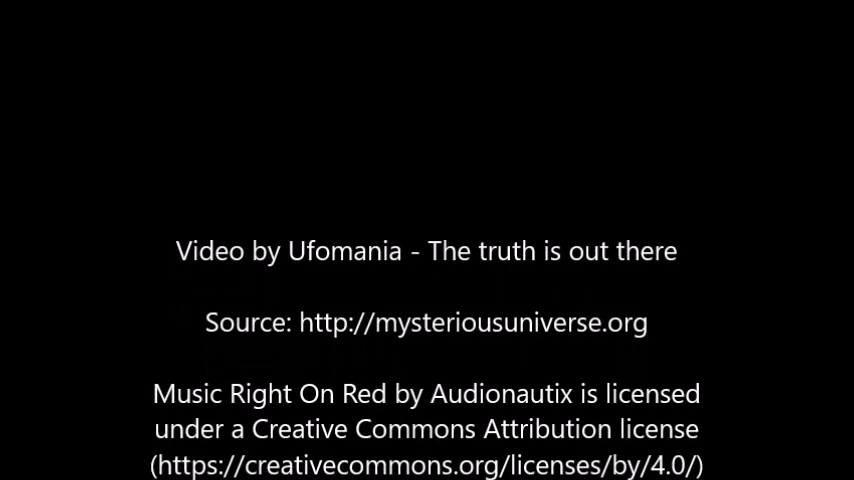 Video by Ufomania - The truth is out there
Source: http://mysteriousuniverse.org
Music Right On Red by Audionautix is licensed
under a Creative Commons Attribution license
(https://creativecommons.org/licenses/by/4.0/)